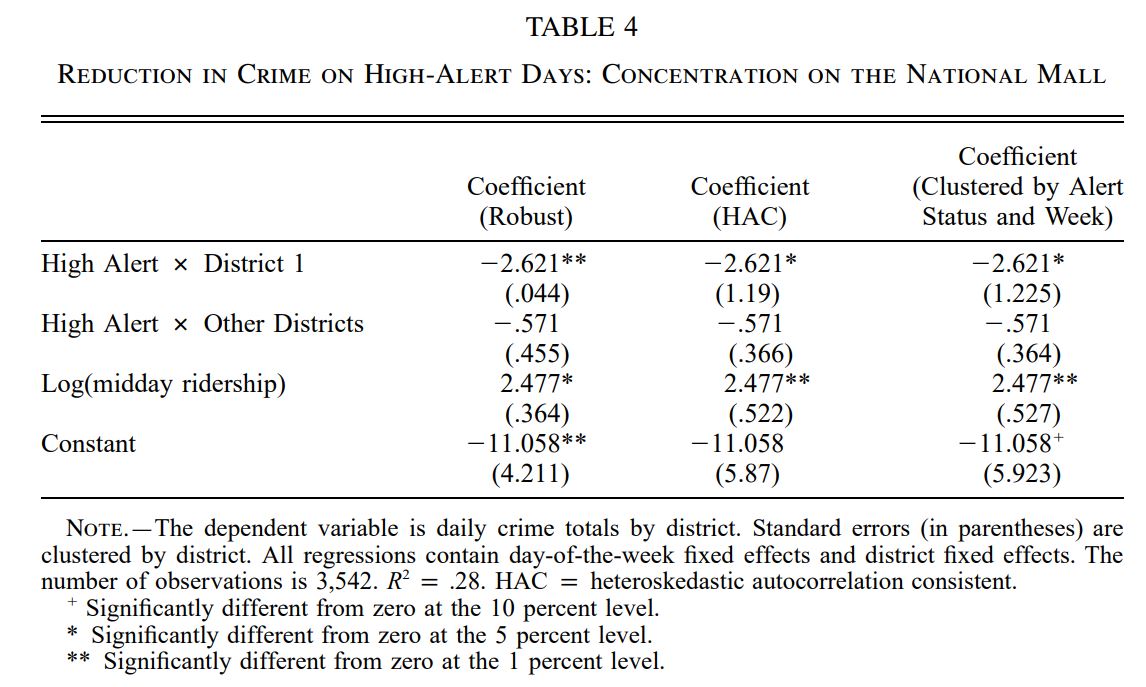 TABLE 4
REDUCTION IN CRIME ON HIGH-ALERT DAYS: CONCENTRATION ON THE NATIONAL MALL
Coefficient (Robust) Coefficient (HAC) Coefficient (Clustered by Alert Status and Week)
High Alert × District 1 −2.621** −2.621* −2.621*
(.044) (1.19) (1.225)
High Alert × Other Districts −.571 −.571 −.571
(.455) (.366) (.364)
Log(midday ridership) 2.477* 2.477** 2.477**
(.364) (.522) (.527)
Constant −11.058** −11.058 −11.058+
(4.211) (5.87) (5.923)
NOTE.—The dependent variable is daily crime totals by district. Standard errors (in parentheses) are
clustered by district. All regressions contain day-of-the-week fixed effects and district fixed effects. The
number of observations is 3,542. R² = .28. HAC = heteroskedastic autocorrelation consistent.
+ Significantly different from zero at the 10 percent level.
* Significantly different from zero at the 5 percent level.
** Significantly different from zero at the 1 percent level.